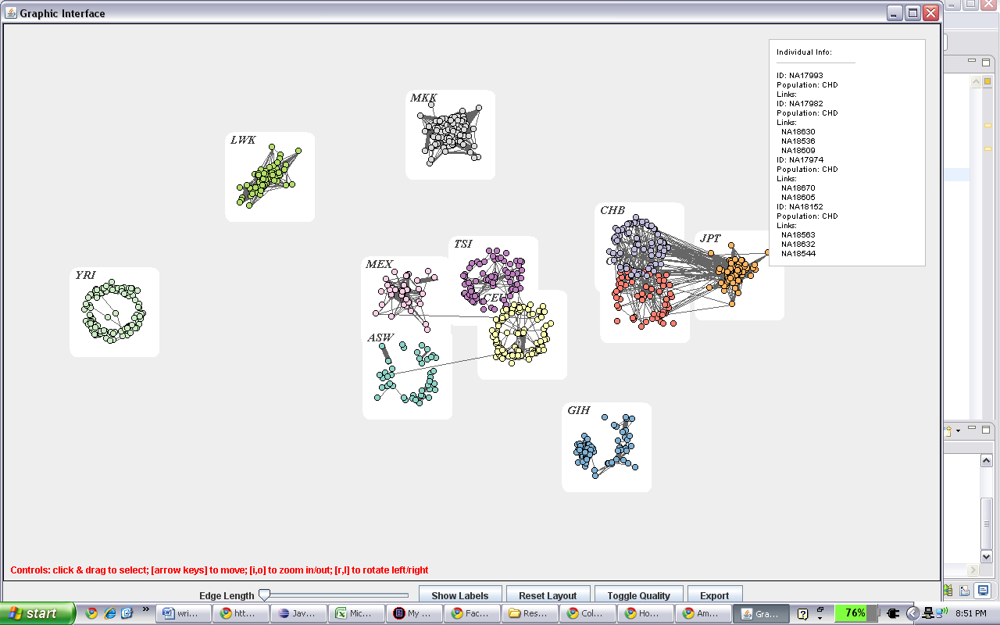 Graphic Interface
Individual Info:
ID: NA17993
Population: CHD
Links:
ID: NA17982
Population: CHD
Links:
NA18630
NA18536
NA18609
ID: NA17974
Population: CHD
Links:
NA18670
NA18605
ID: NA18152
Population: CHD
Links:
NA18563
NA18632
NA18544
MKK
LWK
CHB
JPT
TSI
MEX
YRI
CEU
ASW
GIH
Controls: click & drag to select; [arrow keys] to move; [i,o] to zoom in/out; [r,l] to rotate left/right
Edge Length
Show Labels
Reset Layout
Toggle Quality
Export
start
wri...
htt...
Jav...
Mic...
My ...
Fac...
Res...
Col...
Ho...
Am...
Gra...
76%
8:51 PM